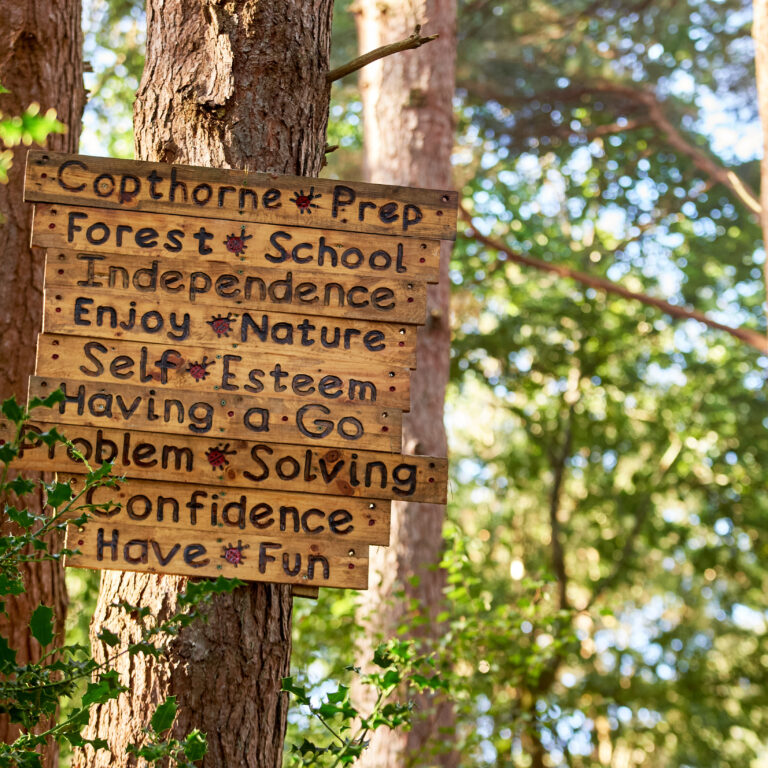 Copthorne Prep
Forest School
Independence
Enjoy Nature
Self Esteem
Having a Go
Problem Solving
Confidence
Have Fun